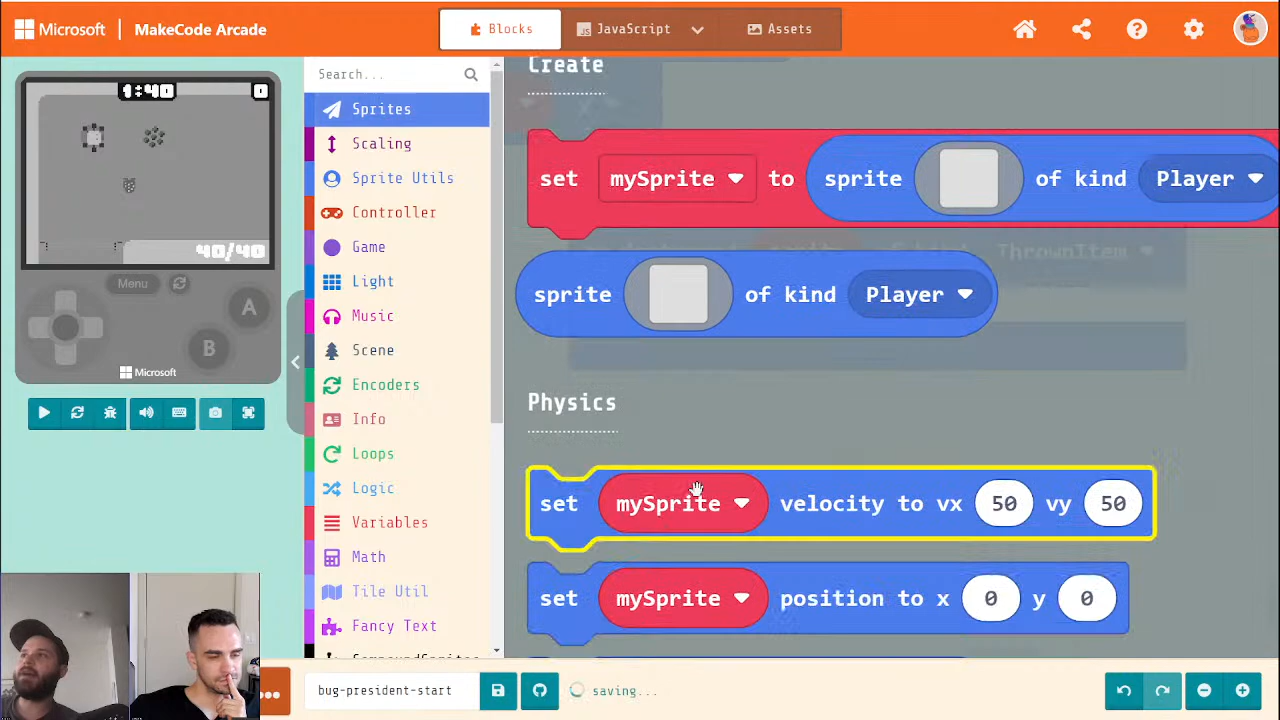 Microsoft
MakeCode Arcade
Blocks
JavaScript
Assets
1:40
0
40/40
Menu
A
B
Microsoft
Search...
Sprites
Scaling
Sprite Utils
Controller
Game
Light
Music
Scene
Encoders
Info
Loops
Logic
Variables
Math
Tile Util
Fancy Text
CompoundSprites
Create
set mySprite to sprite of kind Player
ThrownItem
sprite of kind Player
Physics
set mySprite velocity to vx 50 vy 50
set mySprite position to x 0 y 0
bug-president-start
saving...